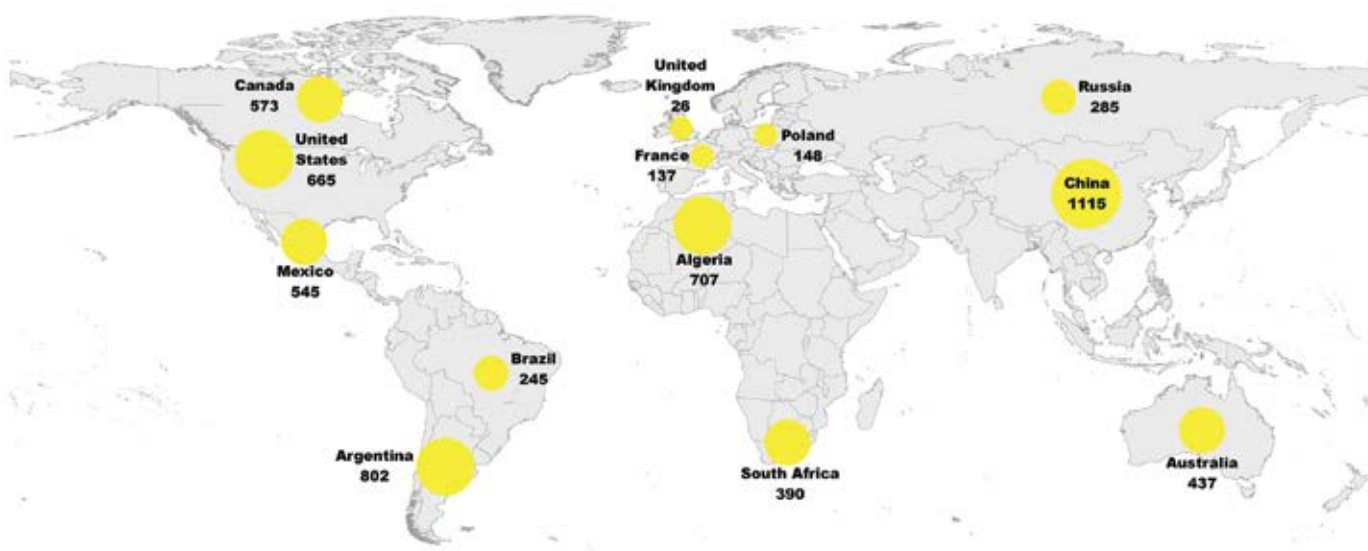 United
Kingdom
26
Canada
573
Russia
285
United
States
665
Poland
148
France
137
China
1115
Mexico
545
Algeria
707
Brazil
245
Argentina
802
South Africa
390
Australia
437